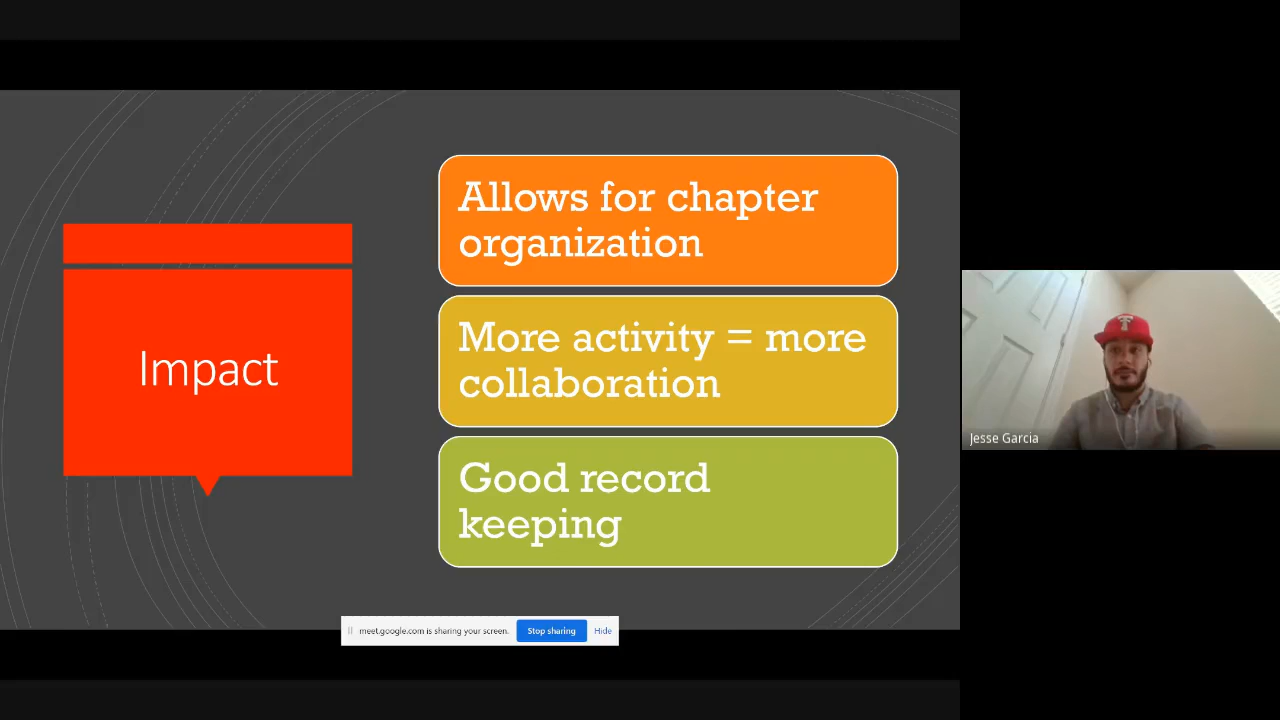 Allows for chapter
organization
Impact
More activity = more
collaboration
Good record
keeping
Jesse Garcia
meet.google.com is sharing your screen. Stop sharing Hide